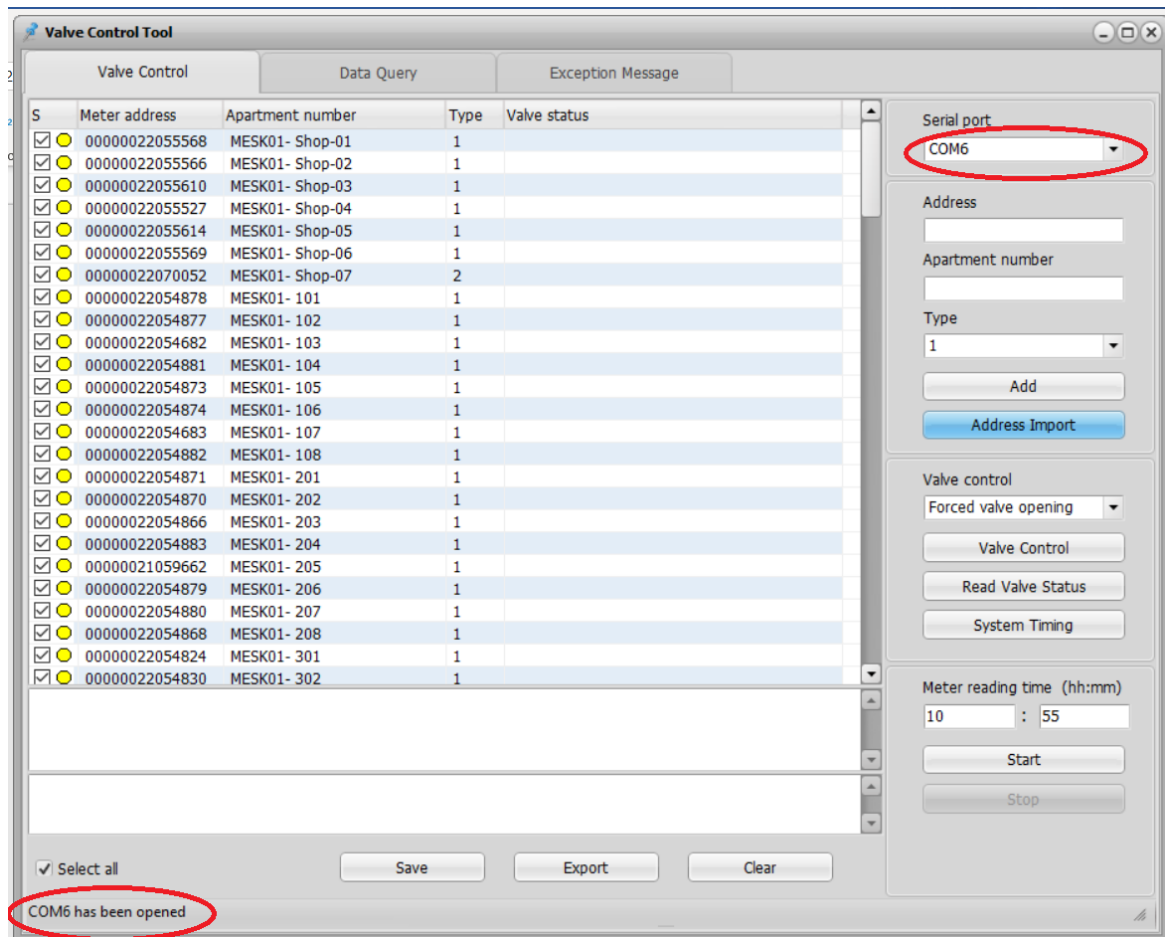 Valve Control Tool
Valve Control Data Query Exception Message
S Meter address Apartment number Type Valve status
00000022055568 MESK01- Shop-01 1
00000022055566 MESK01- Shop-02 1
00000022055610 MESK01- Shop-03 1
00000022055527 MESK01- Shop-04 1
00000022055614 MESK01- Shop-05 1
00000022055569 MESK01- Shop-06 1
00000022070052 MESK01- Shop-07 2
00000022054878 MESK01- 101 1
00000022054877 MESK01- 102 1
00000022054682 MESK01- 103 1
00000022054881 MESK01- 104 1
00000022054873 MESK01- 105 1
00000022054874 MESK01- 106 1
00000022054683 MESK01- 107 1
00000022054882 MESK01- 108 1
00000022054871 MESK01- 201 1
00000022054870 MESK01- 202 1
00000022054866 MESK01- 203 1
00000022054883 MESK01- 204 1
00000021059662 MESK01- 205 1
00000022054879 MESK01- 206 1
00000022054880 MESK01- 207 1
00000022054868 MESK01- 208 1
00000022054824 MESK01- 301 1
00000022054830 MESK01- 302 1
Select all Save Export Clear
COM6 has been opened
Serial port
COM6
Address
Apartment number
Type
1
Add
Address Import
Valve control
Forced valve opening
Valve Control
Read Valve Status
System Timing
Meter reading time (hh:mm)
10 : 55
Start
Stop